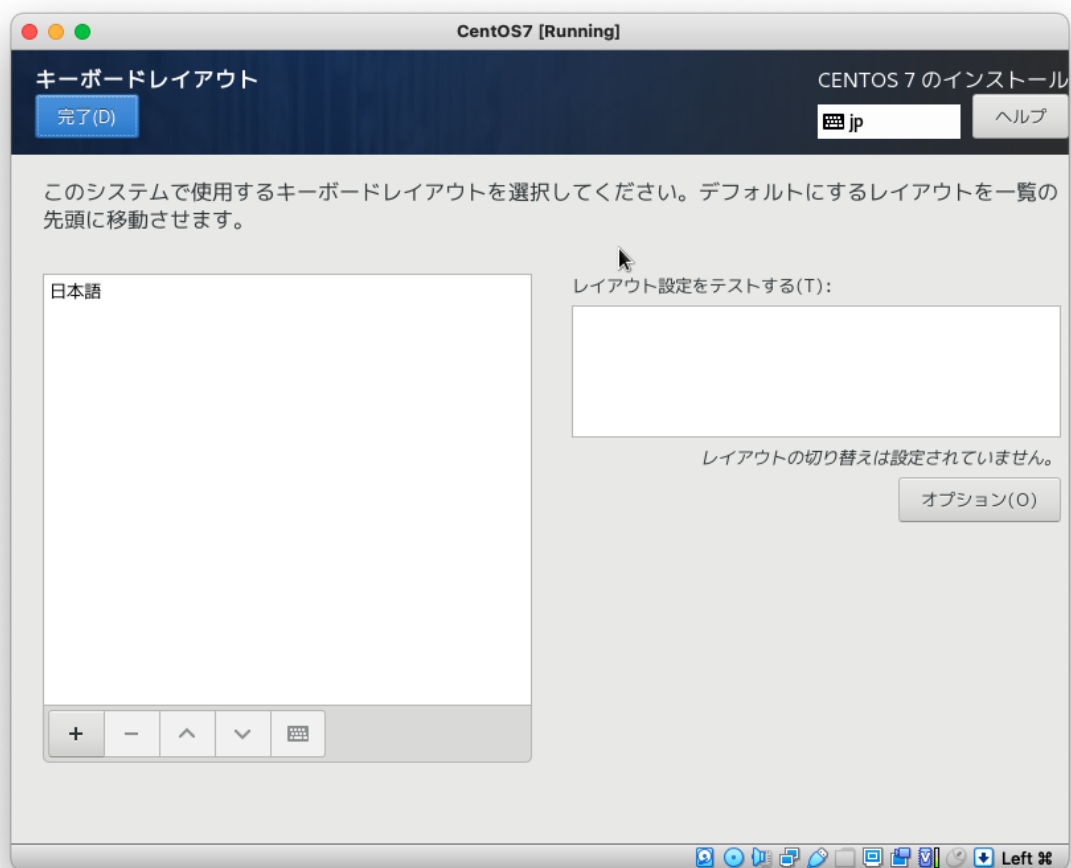 CentOS7 [Running]
キーボードレイアウト
CENTOS 7 のインストール
完了(D)
jp
ヘルプ
このシステムで使用するキーボードレイアウトを選択してください。デフォルトにするレイアウトを一覧の
先頭に移動させます。
日本語
レイアウト設定をテストする(T):
レイアウトの切り替えは設定されていません。
オプション(O)
Left ⌘